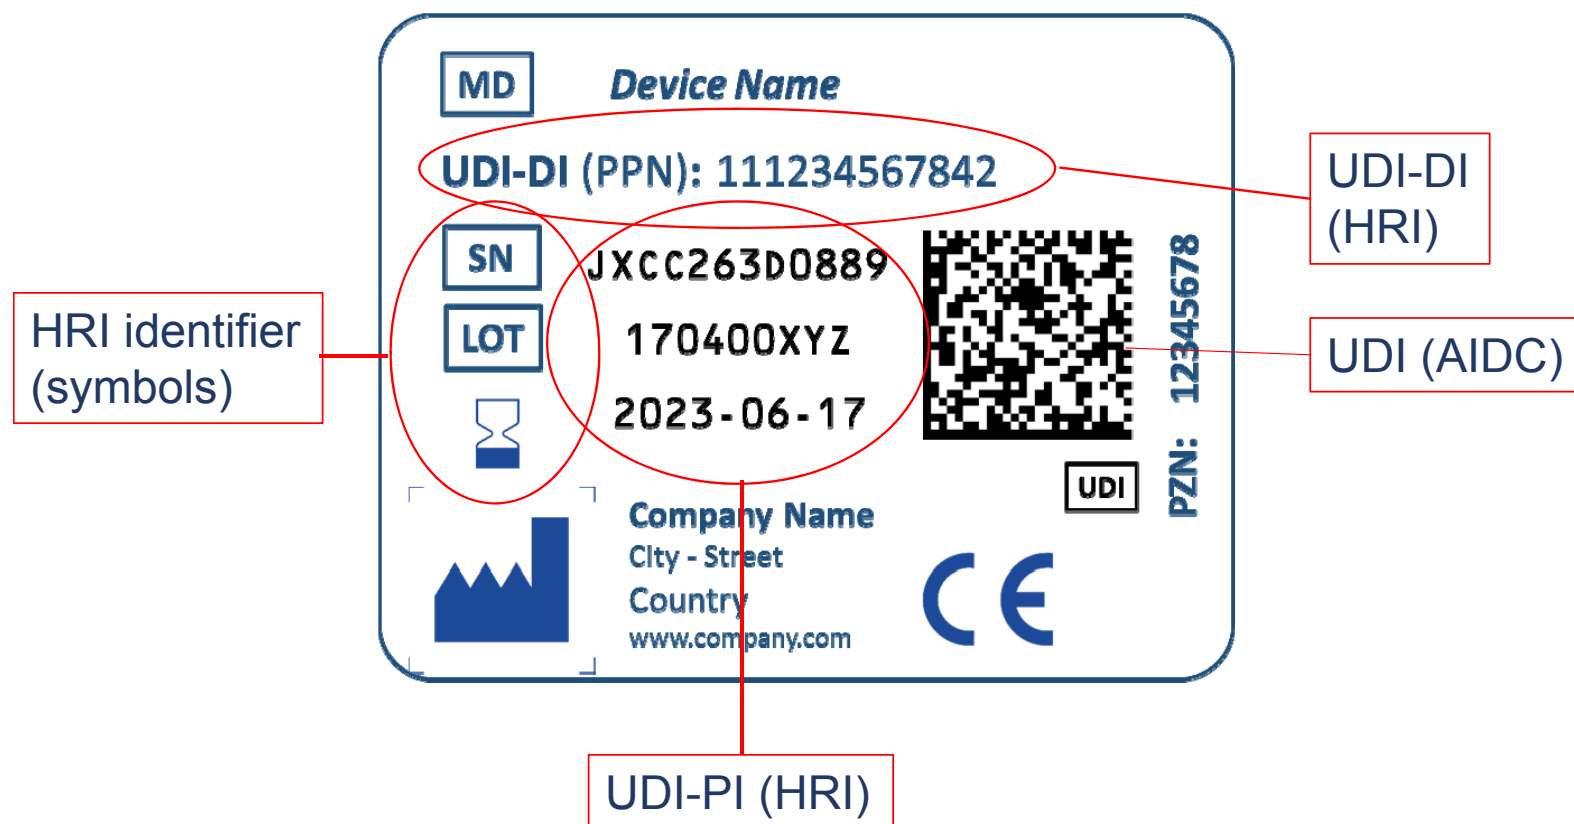 MD
Device Name
UDI-DI (PPN): 111234567842
UDI-DI
(HRI)
SN
JXCC263D0889
HRI identifier
(symbols)
LOT
170400XYZ
2023-06-17
PZN: 12345678
UDI (AIDC)
UDI
Company Name
City - Street
Country
www.company.com
CE
UDI-PI (HRI)